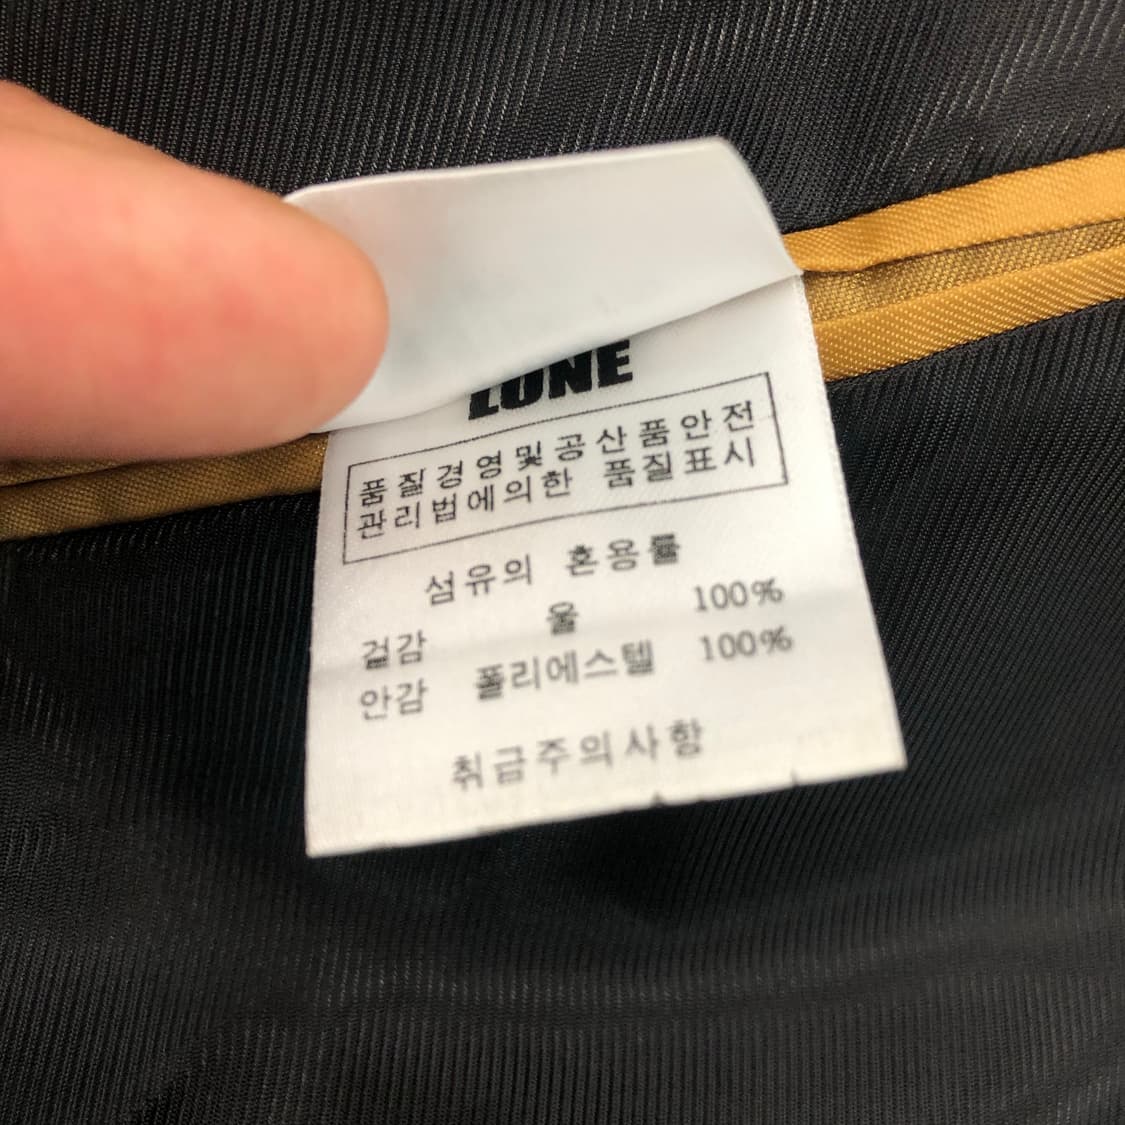 LUNE
품질경영및공산품안전
관리법에의한 품질표시
섬유의 혼용률
겉감 울 100%
안감 폴리에스텔 100%
취급주의사항